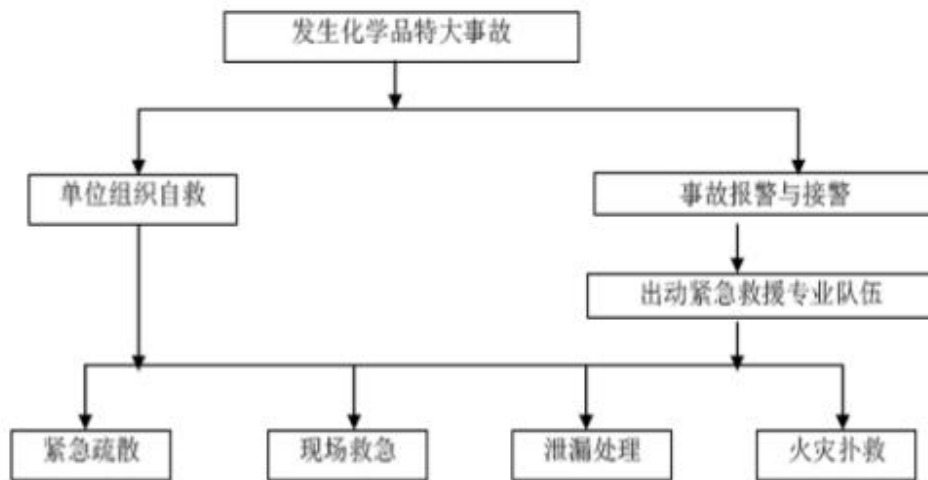 发生化学品特大事故
单位组织自救
事故报警与接警
出动紧急救援专业队伍
紧急疏散
现场救急
泄漏处理
火灾扑救